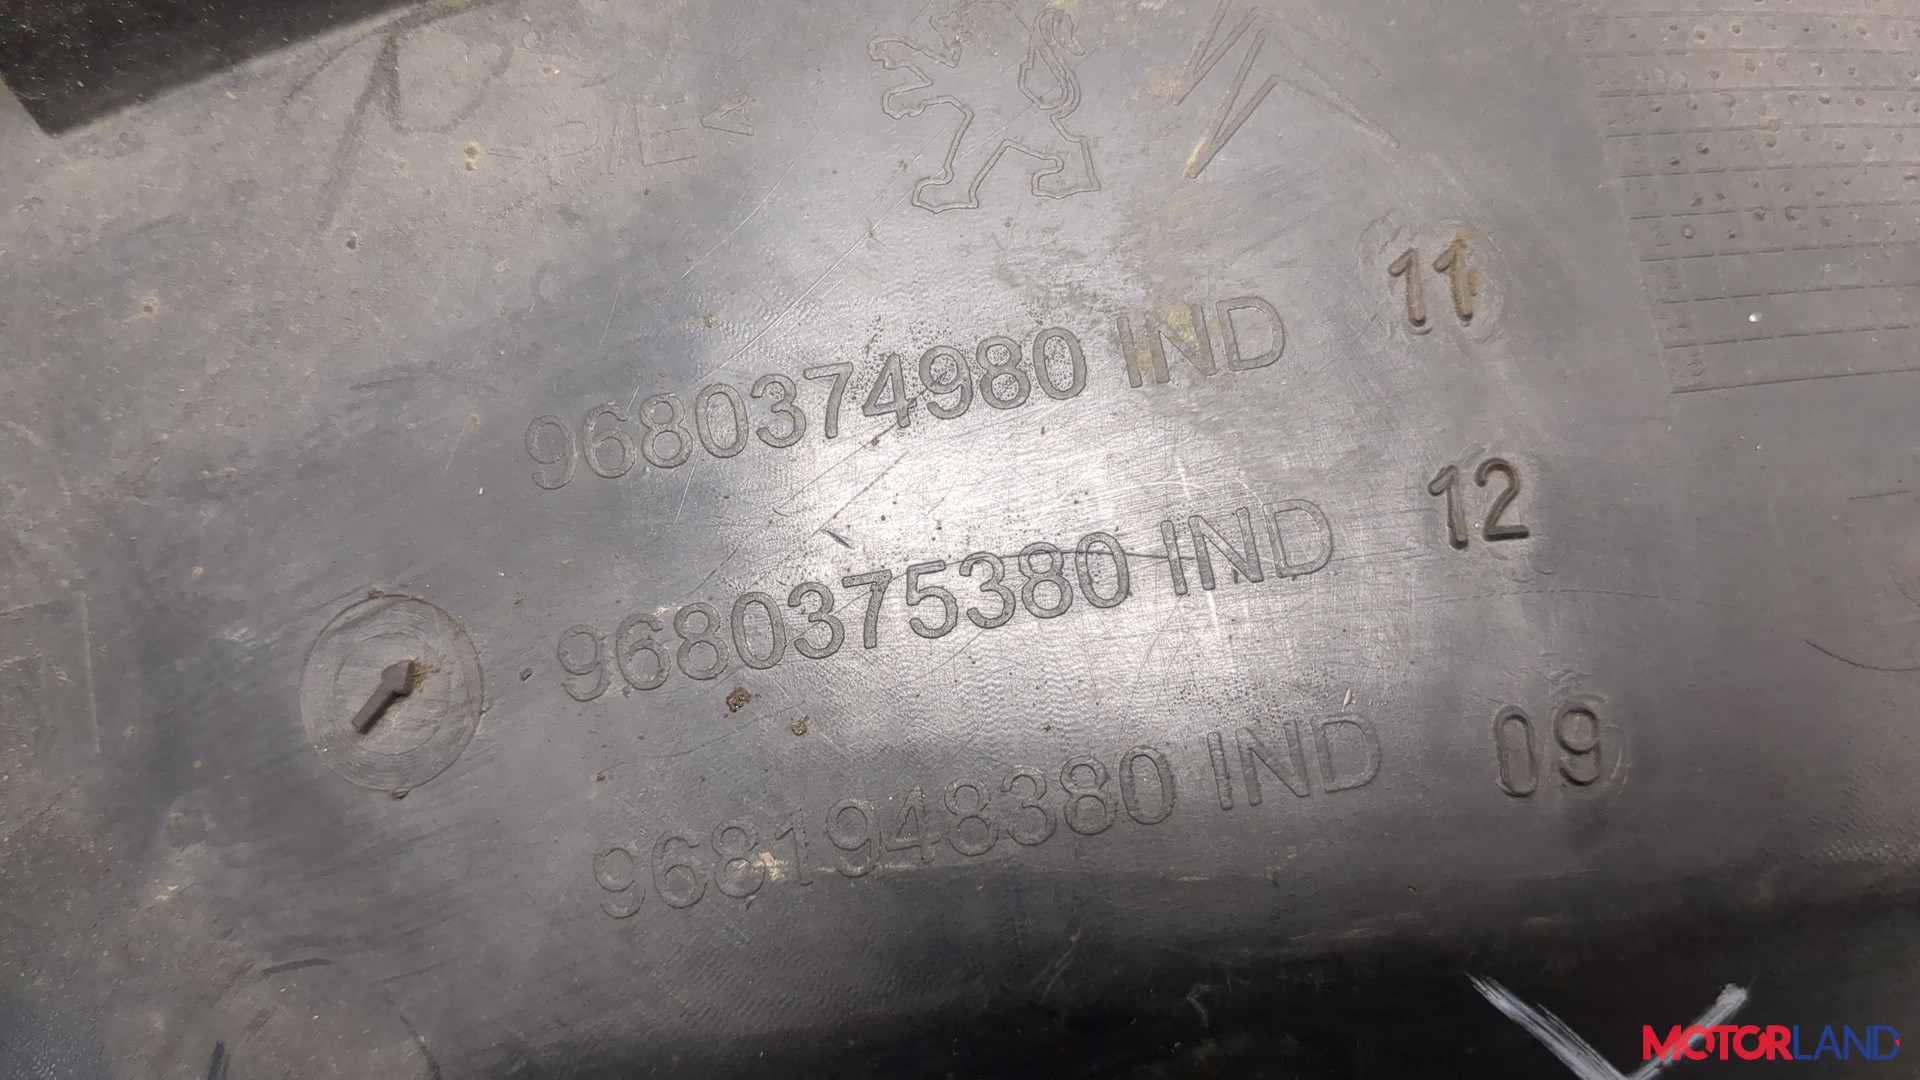 >P/E<
9680374980 IND 11
9680375380 IND 12
9681948380 IND 09
MOTORLAND